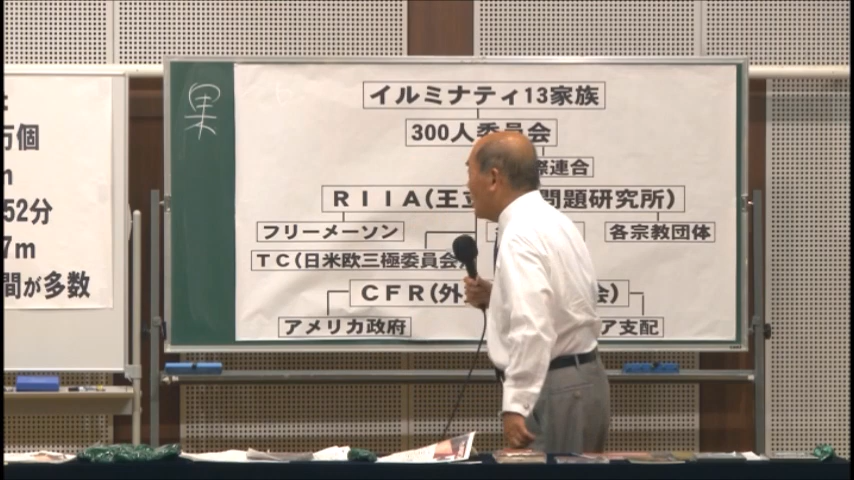 万個
m
52分
7m
間が多数
果
イルミナティ13家族
300人委員会
際連合
RIIA(王立 問題研究所)
フリーメーソン
各宗教団体
TC(日米欧三極委員会)
CFR(外 会)
アメリカ政府
ア支配